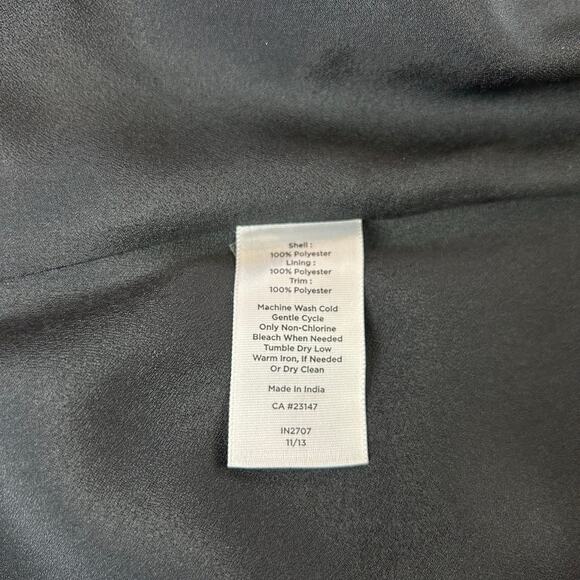 Shell :
100% Polyester
Lining :
100% Polyester
Trim :
100% Polyester
Machine Wash Cold
Gentle Cycle
Only Non-Chlorine
Bleach When Needed
Tumble Dry Low
Warm Iron, If Needed
Or Dry Clean
Made In India
CA #23147
IN2707
11/13